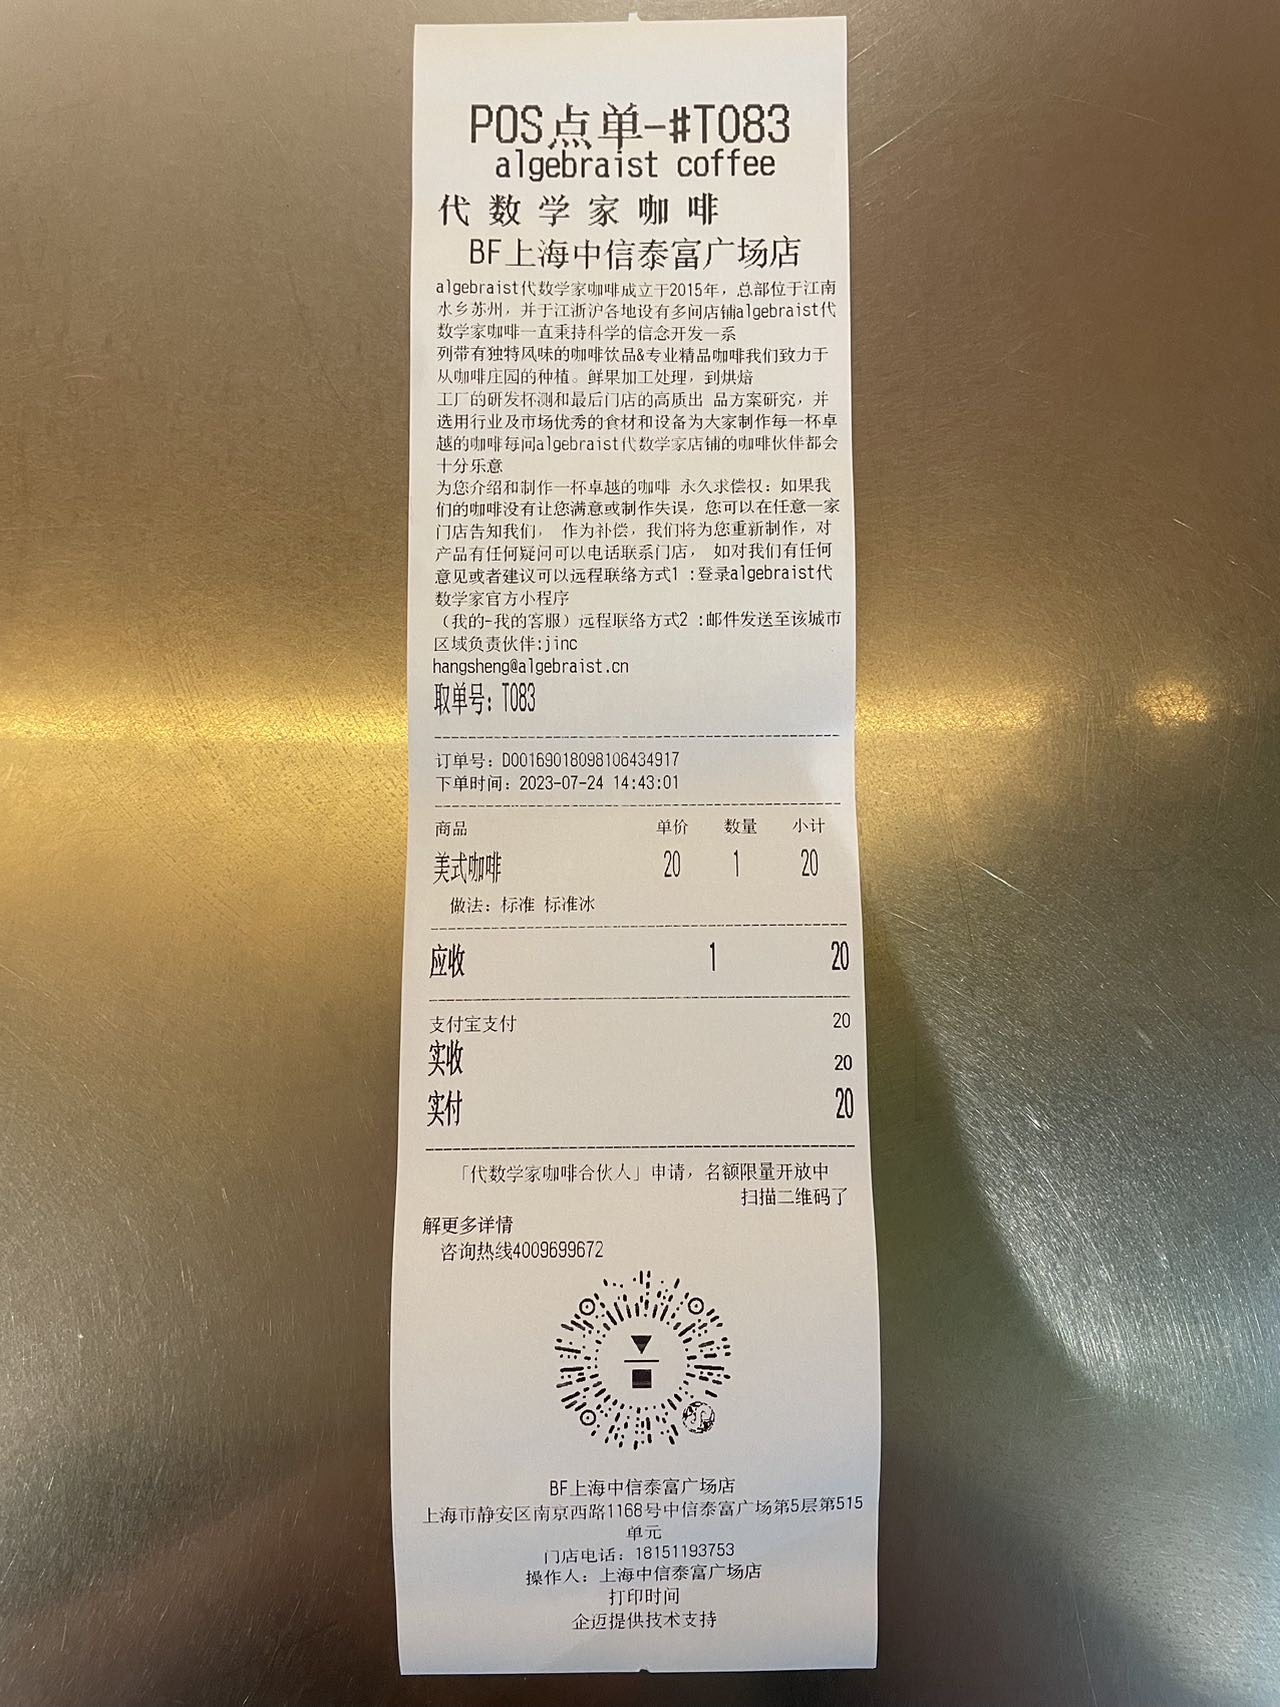 POS点单-#T083
algebraist coffee
代数学家咖啡
BF上海中信泰富广场店
algebraist代数学家咖啡成立于2015年，总部位于江南
水乡苏州，并于江浙沪各地设有多间店铺algebraist代
数学家咖啡一直秉持科学的信念开发一系
列带有独特风味的咖啡饮品&专业精品咖啡我们致力于
从咖啡庄园的种植。鲜果加工处理，到烘焙
工厂的研发杯测和最后门店的高质出 品方案研究，并
选用行业及市场优秀的食材和设备为大家制作每一杯卓
越的咖啡每间algebraist代数学家店铺的咖啡伙伴都会
十分乐意
为您介绍和制作一杯卓越的咖啡 永久求偿权：如果我
们的咖啡没有让您满意或制作失误，您可以在任意一家
门店告知我们， 作为补偿，我们将为您重新制作，对
产品有任何疑问可以电话联系门店， 如对我们有任何
意见或者建议可以远程联络方式1 :登录algebraist代
数学家官方小程序
（我的-我的客服）远程联络方式2 :邮件发送至该城市
区域负责伙伴:jinc
hangsheng@algebraist.cn
取单号：T083
订单号：D00169018098106434917
下单时间：2023-07-24 14:43:01
商品 单价 数量 小计
美式咖啡 20 1 20
做法：标准 标准冰
应收 1 20
支付宝支付 20
实收 20
实付 20
「代数学家咖啡合伙人」申请，名额限量开放中
扫描二维码了
解更多详情
咨询热线4009699672
BF上海中信泰富广场店
上海市静安区南京西路1168号中信泰富广场第5层第515
单元
门店电话：18151193753
操作人：上海中信泰富广场店
打印时间
企迈提供技术支持